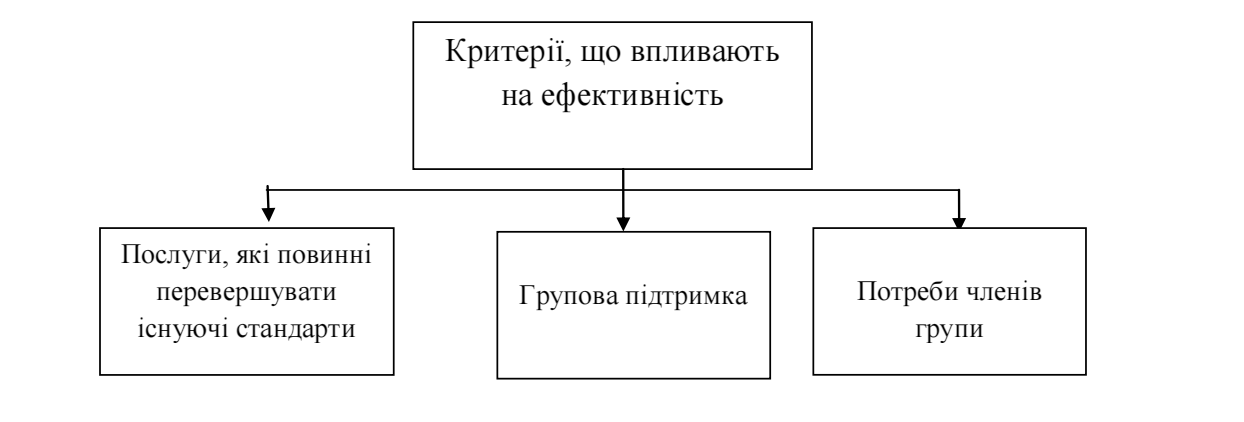 Критерії, що впливають
на ефективність
Послуги, які повинні
перевершувати
існуючі стандарти
Групова підтримка
Потреби членів
групи